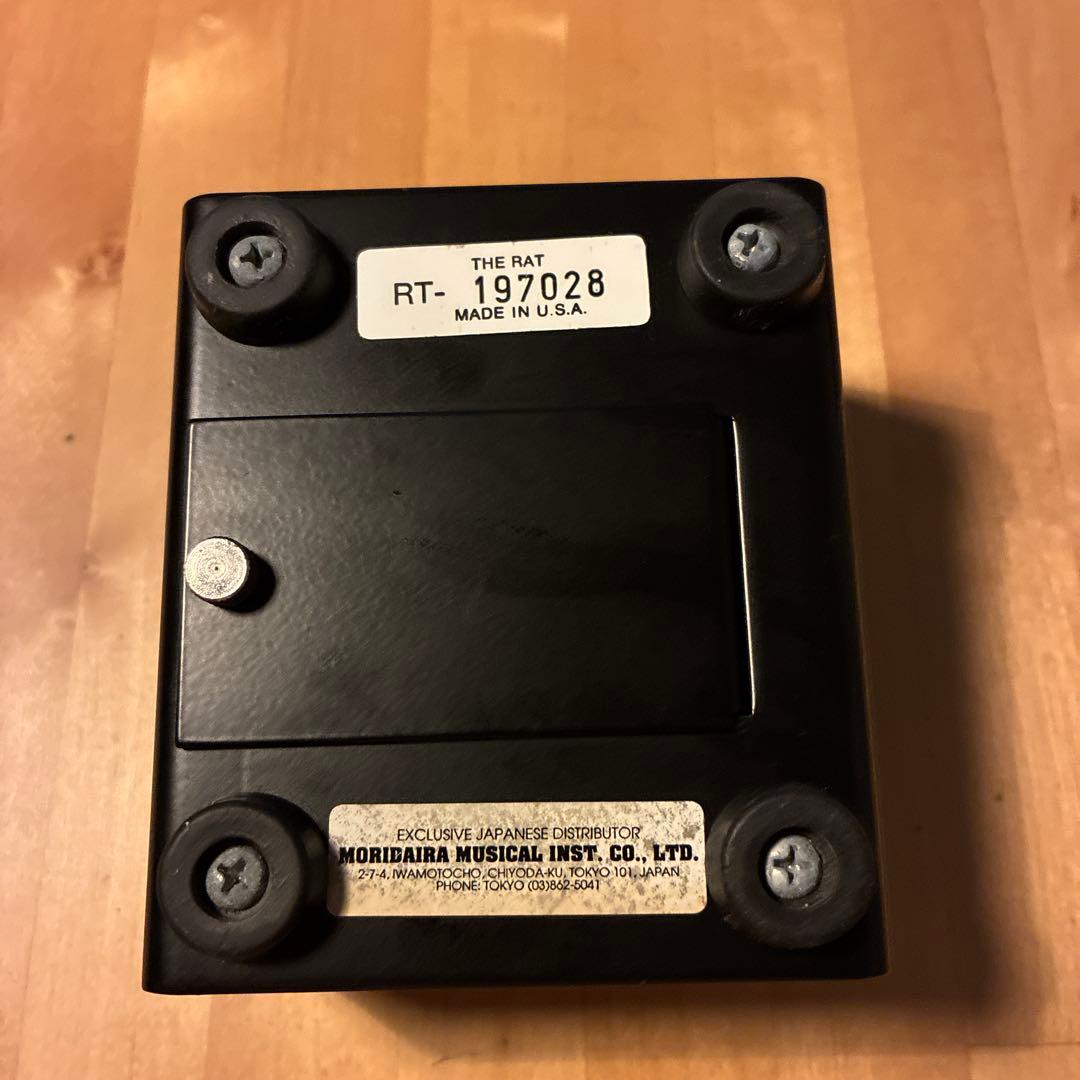 THE RAT
RT- 197028
MADE IN U.S.A.
EXCLUSIVE JAPANESE DISTRIBUTOR
MORIDAIRA MUSICAL INST. CO., LTD.
2-7-4, IWAMOTOCHO, CHIYODA-KU, TOKYO 101, JAPAN
PHONE: TOKYO (03)862-5041